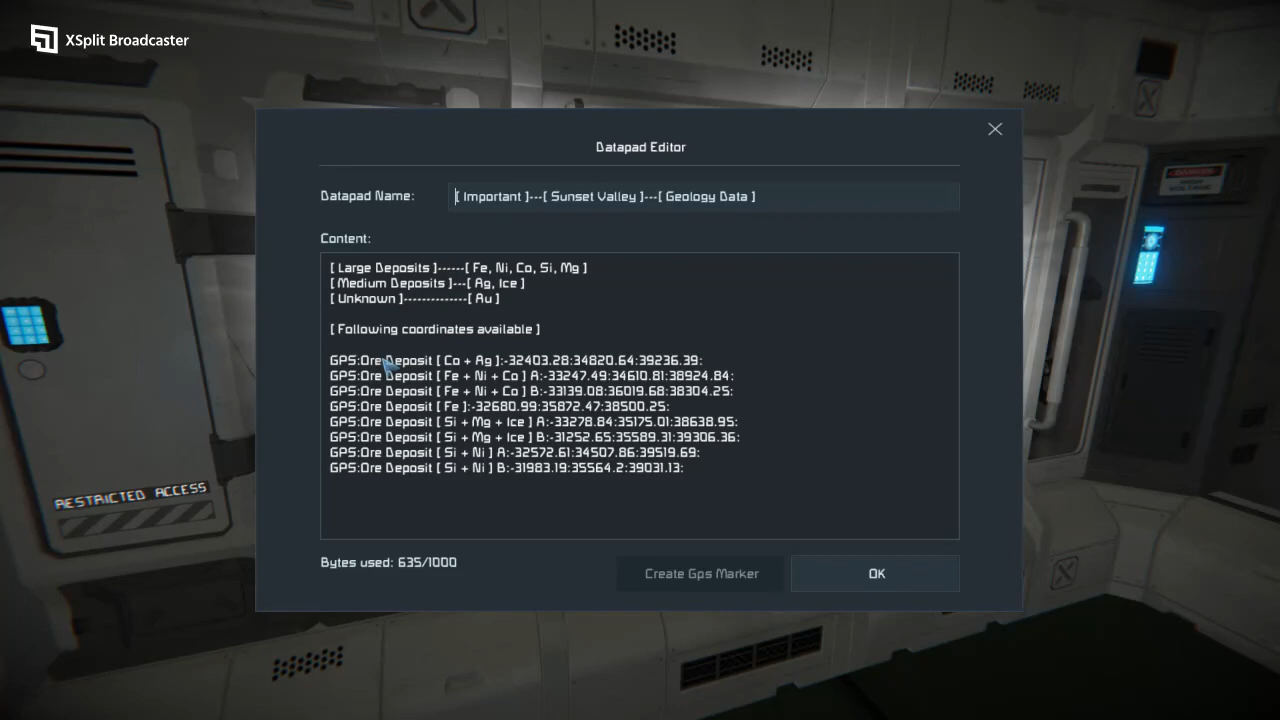 XSplit Broadcaster
Datapad Editor
Datapad Name: [ Important ]---[ Sunset Valley ]---[ Geology Data ]
Content:
[ Large Deposits ]------[ Fe, Ni, Co, Si, Mg ]
[ Medium Deposits ]---[ Ag, Ice ]
[ Unknown ]--------------[ Au ]
[ Following coordinates available ]
GPS:Ore Deposit [ Co + Ag ]:-32403.28:34820.64:39236.39:
GPS:Ore Deposit [ Fe + Ni + Co ] A:-33247.49:34610.81:38924.84:
GPS:Ore Deposit [ Fe + Ni + Co ] B:-33139.08:36019.68:38304.25:
GPS:Ore Deposit [ Fe ]:-32680.99:35872.47:38500.25:
GPS:Ore Deposit [ Si + Mg + Ice ] A:-33278.84:35175.01:38638.95:
GPS:Ore Deposit [ Si + Mg + Ice ] B:-31252.65:35589.31:39306.36:
GPS:Ore Deposit [ Si + Ni ] A:-32572.61:34507.86:39519.69:
GPS:Ore Deposit [ Si + Ni ] B:-31983.19:35564.2:39031.13:
Bytes used: 635/1000
Create Gps Marker
OK
RESTRICTED ACCESS
DANGER